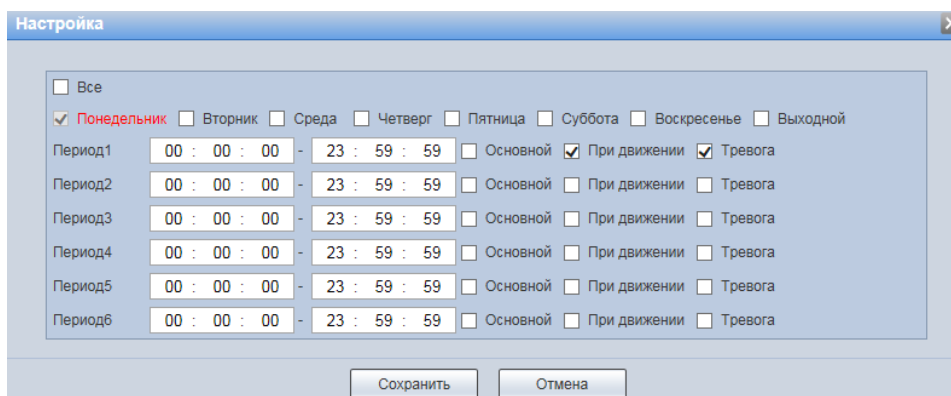 Настройка
Все
Понедельник Вторник Среда Четверг Пятница Суббота Воскресенье Выходной
Период1 00 : 00 : 00 - 23 : 59 : 59 Основной При движении Тревога
Период2 00 : 00 : 00 - 23 : 59 : 59 Основной При движении Тревога
Период3 00 : 00 : 00 - 23 : 59 : 59 Основной При движении Тревога
Период4 00 : 00 : 00 - 23 : 59 : 59 Основной При движении Тревога
Период5 00 : 00 : 00 - 23 : 59 : 59 Основной При движении Тревога
Период6 00 : 00 : 00 - 23 : 59 : 59 Основной При движении Тревога
Сохранить Отмена